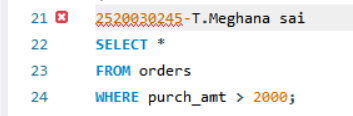 21 2520030245-T.Meghana sai
22 SELECT *
23 FROM orders
24 WHERE purch_amt > 2000;